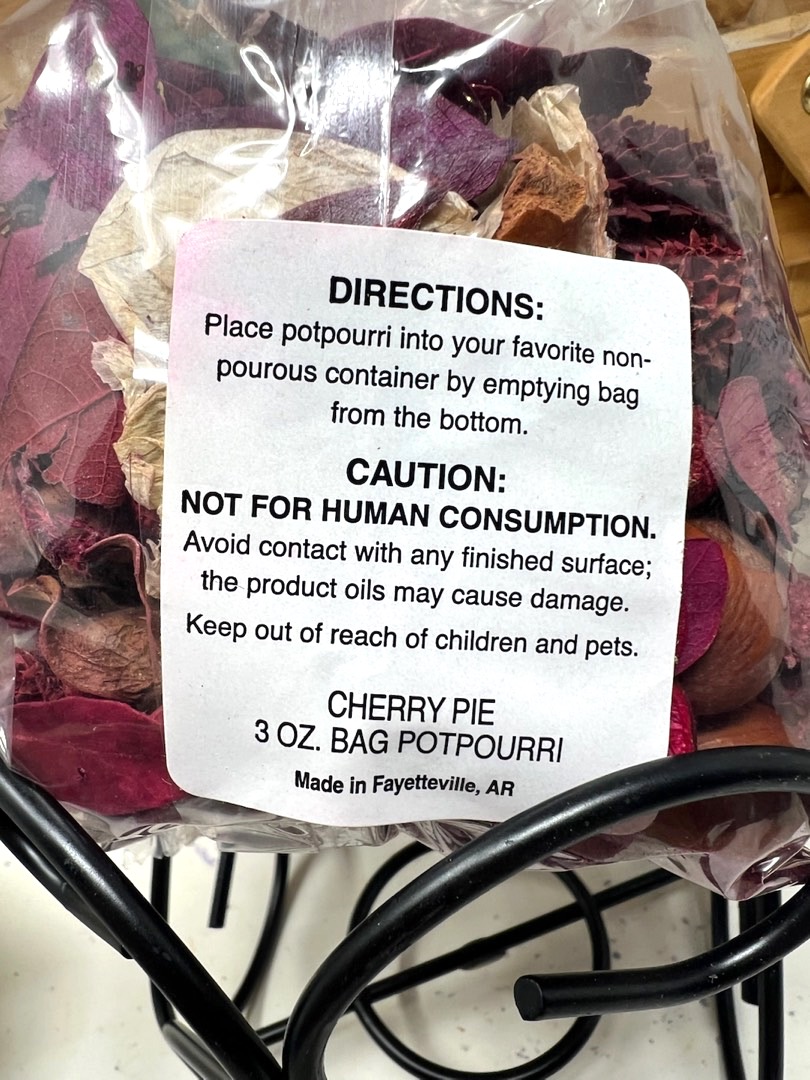 DIRECTIONS:
Place potpourri into your favorite non-
pourous container by emptying bag
from the bottom.
CAUTION:
NOT FOR HUMAN CONSUMPTION.
Avoid contact with any finished surface;
the product oils may cause damage.
Keep out of reach of children and pets.
CHERRY PIE
3 OZ. BAG POTPOURRI
Made in Fayetteville, AR